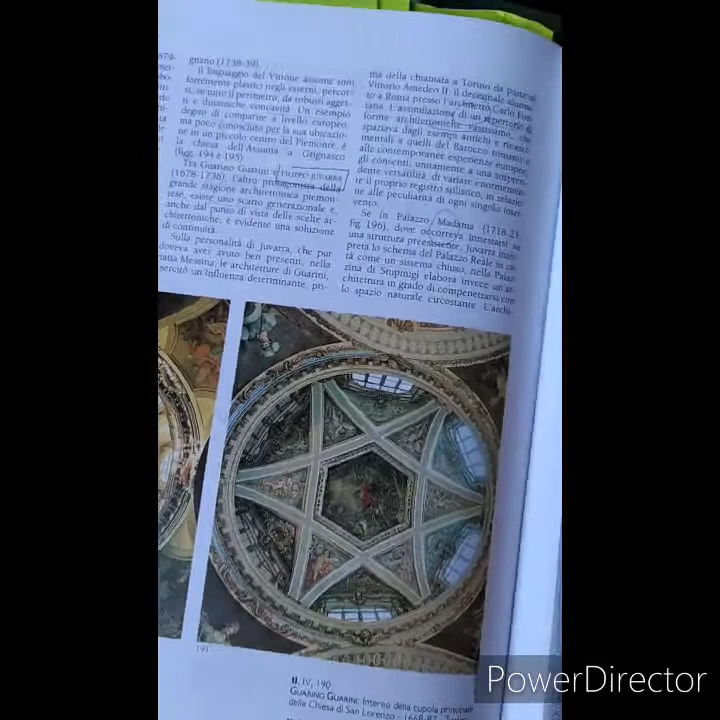 gnano (1738-39).
Il linguaggio del Vittone assume toni
fortemente plastici negli esterni, percor-
si, su tutto il perimetro, da robusti agget-
ti e dinamiche concavità. Un esempio
degno di comparire a livello europeo
ma poco conosciuto per la sua ubicazio-
ne in un piccolo centro del Piemonte, è
la chiesa dell'Assunta a Grignasco
(figg. 194 e 195)
Tra Guarino Guarini e FILIPPO JUVARRA
(1678-1736), l'altro protagonista della
grande stagione architettonica piemon-
tese, esiste uno scarto generazionale e,
anche dal punto di vista delle scelte ar-
chitettoniche, è evidente una soluzione
di continuità.
Sulla personalità di Juvarra, che pur
doveva aver avuto ben presenti, nella
natia Messina, le architetture di Guarini,
esercitò un'influenza determinante, pri-
ma della chiamata a Torino da parte di
Vittorio Amedeo II, il decennale
to a Roma presso l'architetto Carlo Fon-
tana. L'assimilazione di un repertorio di
forme architettoniche vastissimo, che
spaziava dagli esempi antichi e rinasci-
mentali a quelli del Barocco romano e
alle contemporanee esperienze europee,
gli consentì, unitamente a una sorpren-
dente versatilità, di variare enormemen-
te il proprio registro stilistico, in relazio-
ne alle peculiarità di ogni singolo inter-
vento.
Se in Palazzo Madama (1718-21,
fig. 196), dove occorreva innestarsi su
una struttura preesistente, Juvarra inter-
preta lo schema del Palazzo Reale in cit-
tà come un sistema chiuso, nella Palaz-
zina di Stupinigi elabora invece un'ar-
chitettura in grado di compenetrarsi con
lo spazio naturale circostante. L'archi-
191
II, IV, 190
GUARINO GUARINI: Interno della cupola principale
della Chiesa di San Lorenzo - 1668-87
PowerDirector